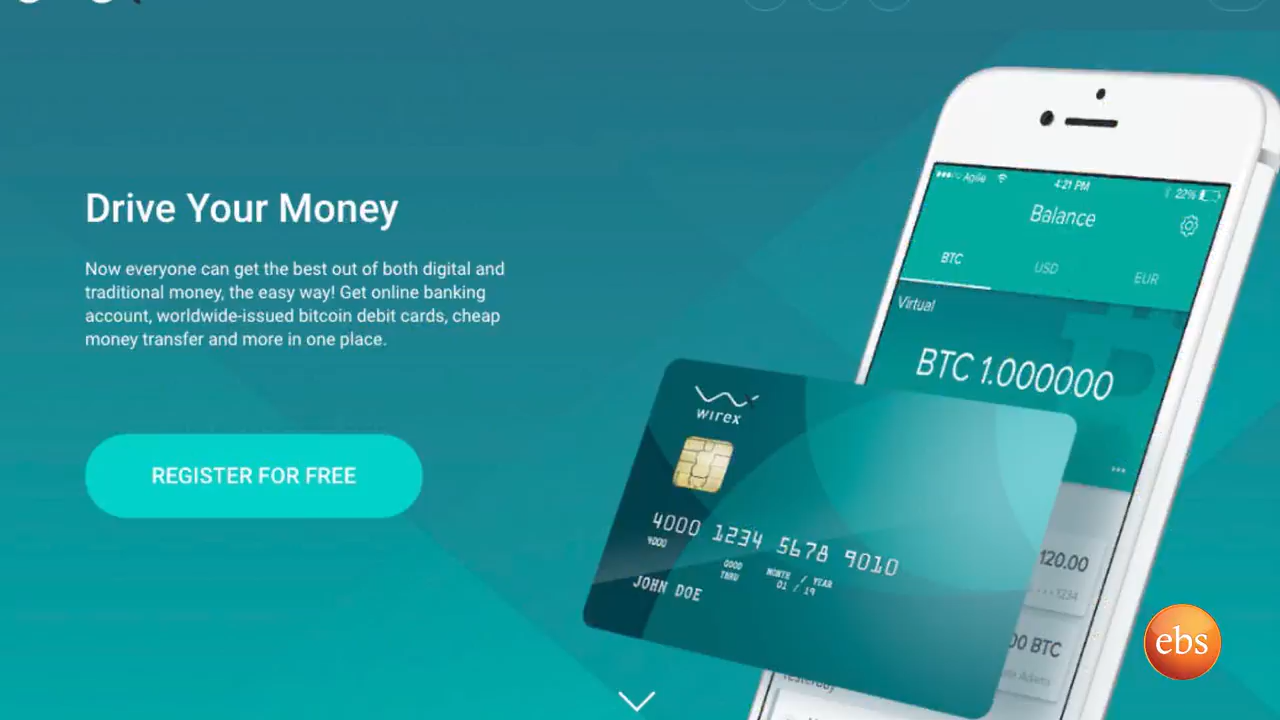 Drive Your Money
Now everyone can get the best out of both digital and
traditional money, the easy way! Get online banking
account, worldwide-issued bitcoin debit cards, cheap
money transfer and more in one place.
REGISTER FOR FREE
Agile
4:21 PM
22%
Balance
BTC
USD
EUR
Virtual
BTC 1.000000
wirex
4000 1234 5678 9010
4000
GOOD
THRU
MONTH / YEAR
01 / 19
JOHN DOE
120.00
1234
00 BTC
Adams
Yesterday
ebs